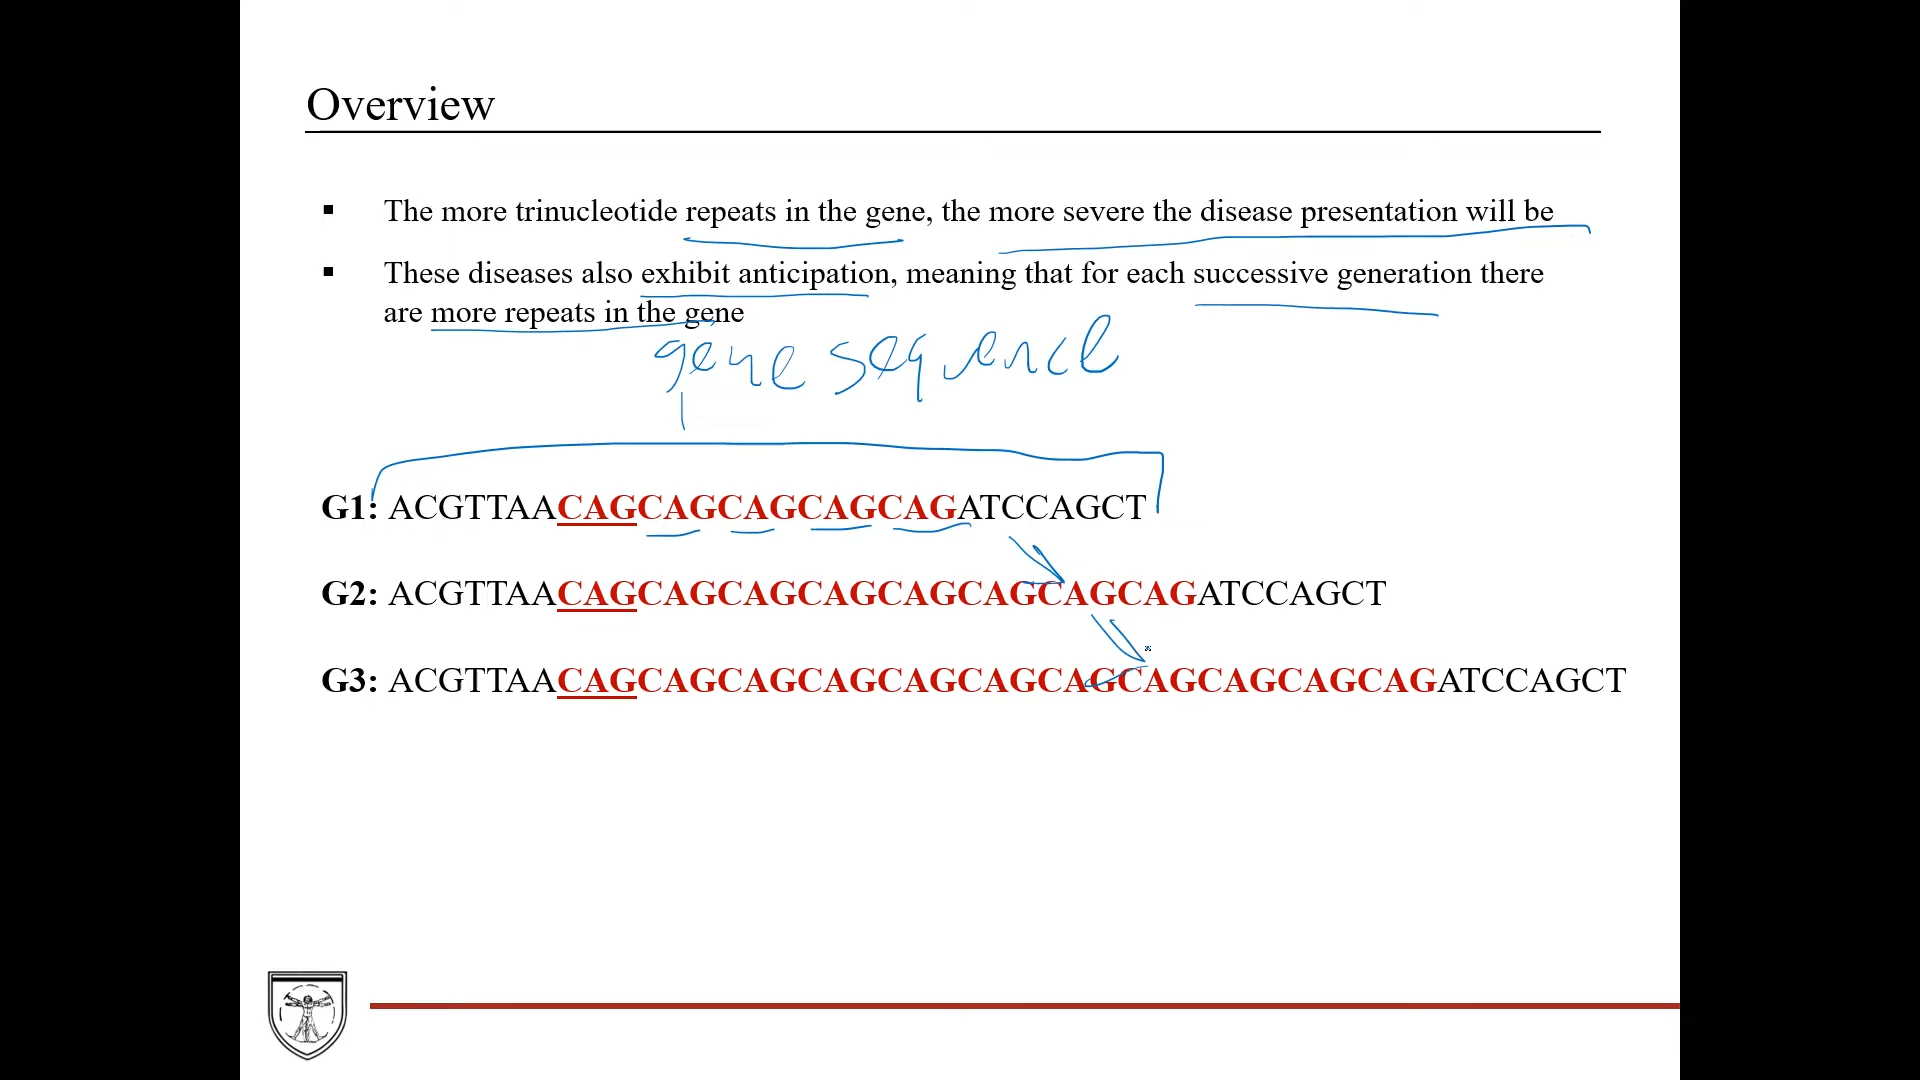 Overview
▪ The more trinucleotide repeats in the gene, the more severe the disease presentation will be
▪ These diseases also exhibit anticipation, meaning that for each successive generation there
are more repeats in the gene
gene sequence
G1: ACGTTAACAGCAGCAGCAGCAGATCCAGCT
G2: ACGTTAACAGCAGCAGCAGCAGCAGCAGCAGATCCAGCT
G3: ACGTTAACAGCAGCAGCAGCAGCAGCAGCAGCAGCAGCAGATCCAGCT